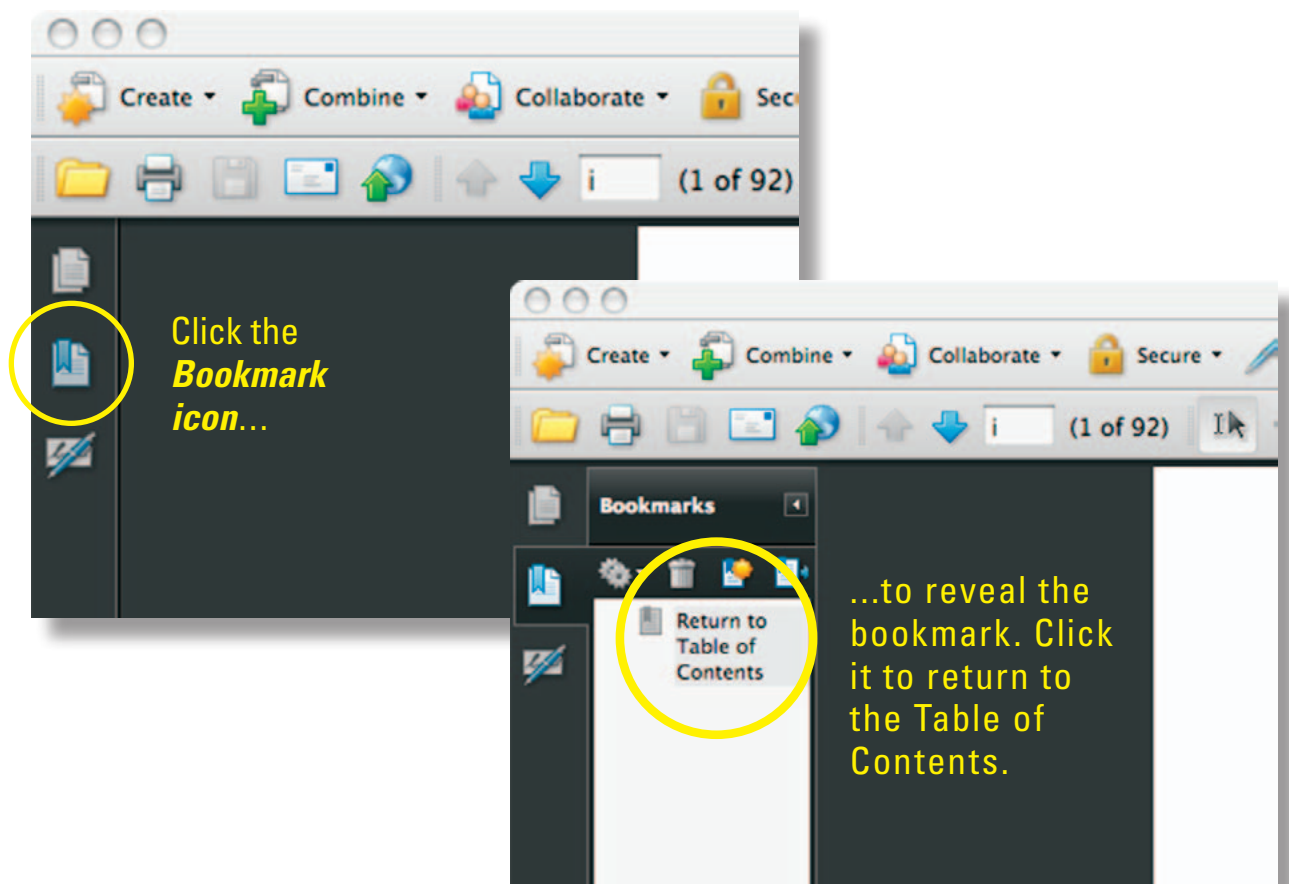 Create Combine Collaborate Sec
i (1 of 92)
Click the
Bookmark
icon...
Create Combine Collaborate Secure
i (1 of 92)
Bookmarks
Return to
Table of
Contents
...to reveal the
bookmark. Click
it to return to
the Table of
Contents.